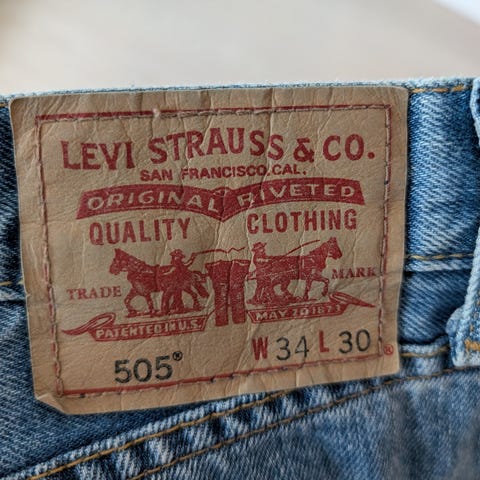 LEVI STRAUSS & CO.
SAN FRANCISCO, CAL.
ORIGINAL RIVETED
QUALITY CLOTHING
TRADE MARK
PATENTED IN U.S. MAY 20 1873
505® W 34 L 30
®